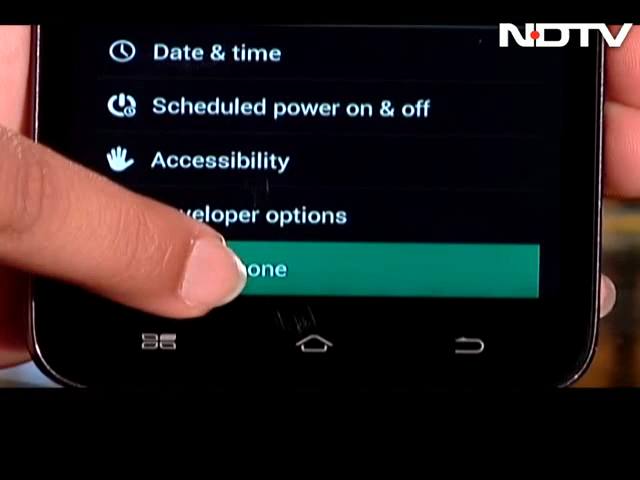 NDTV
Date & time
Scheduled power on & off
Accessibility
veloper options
one